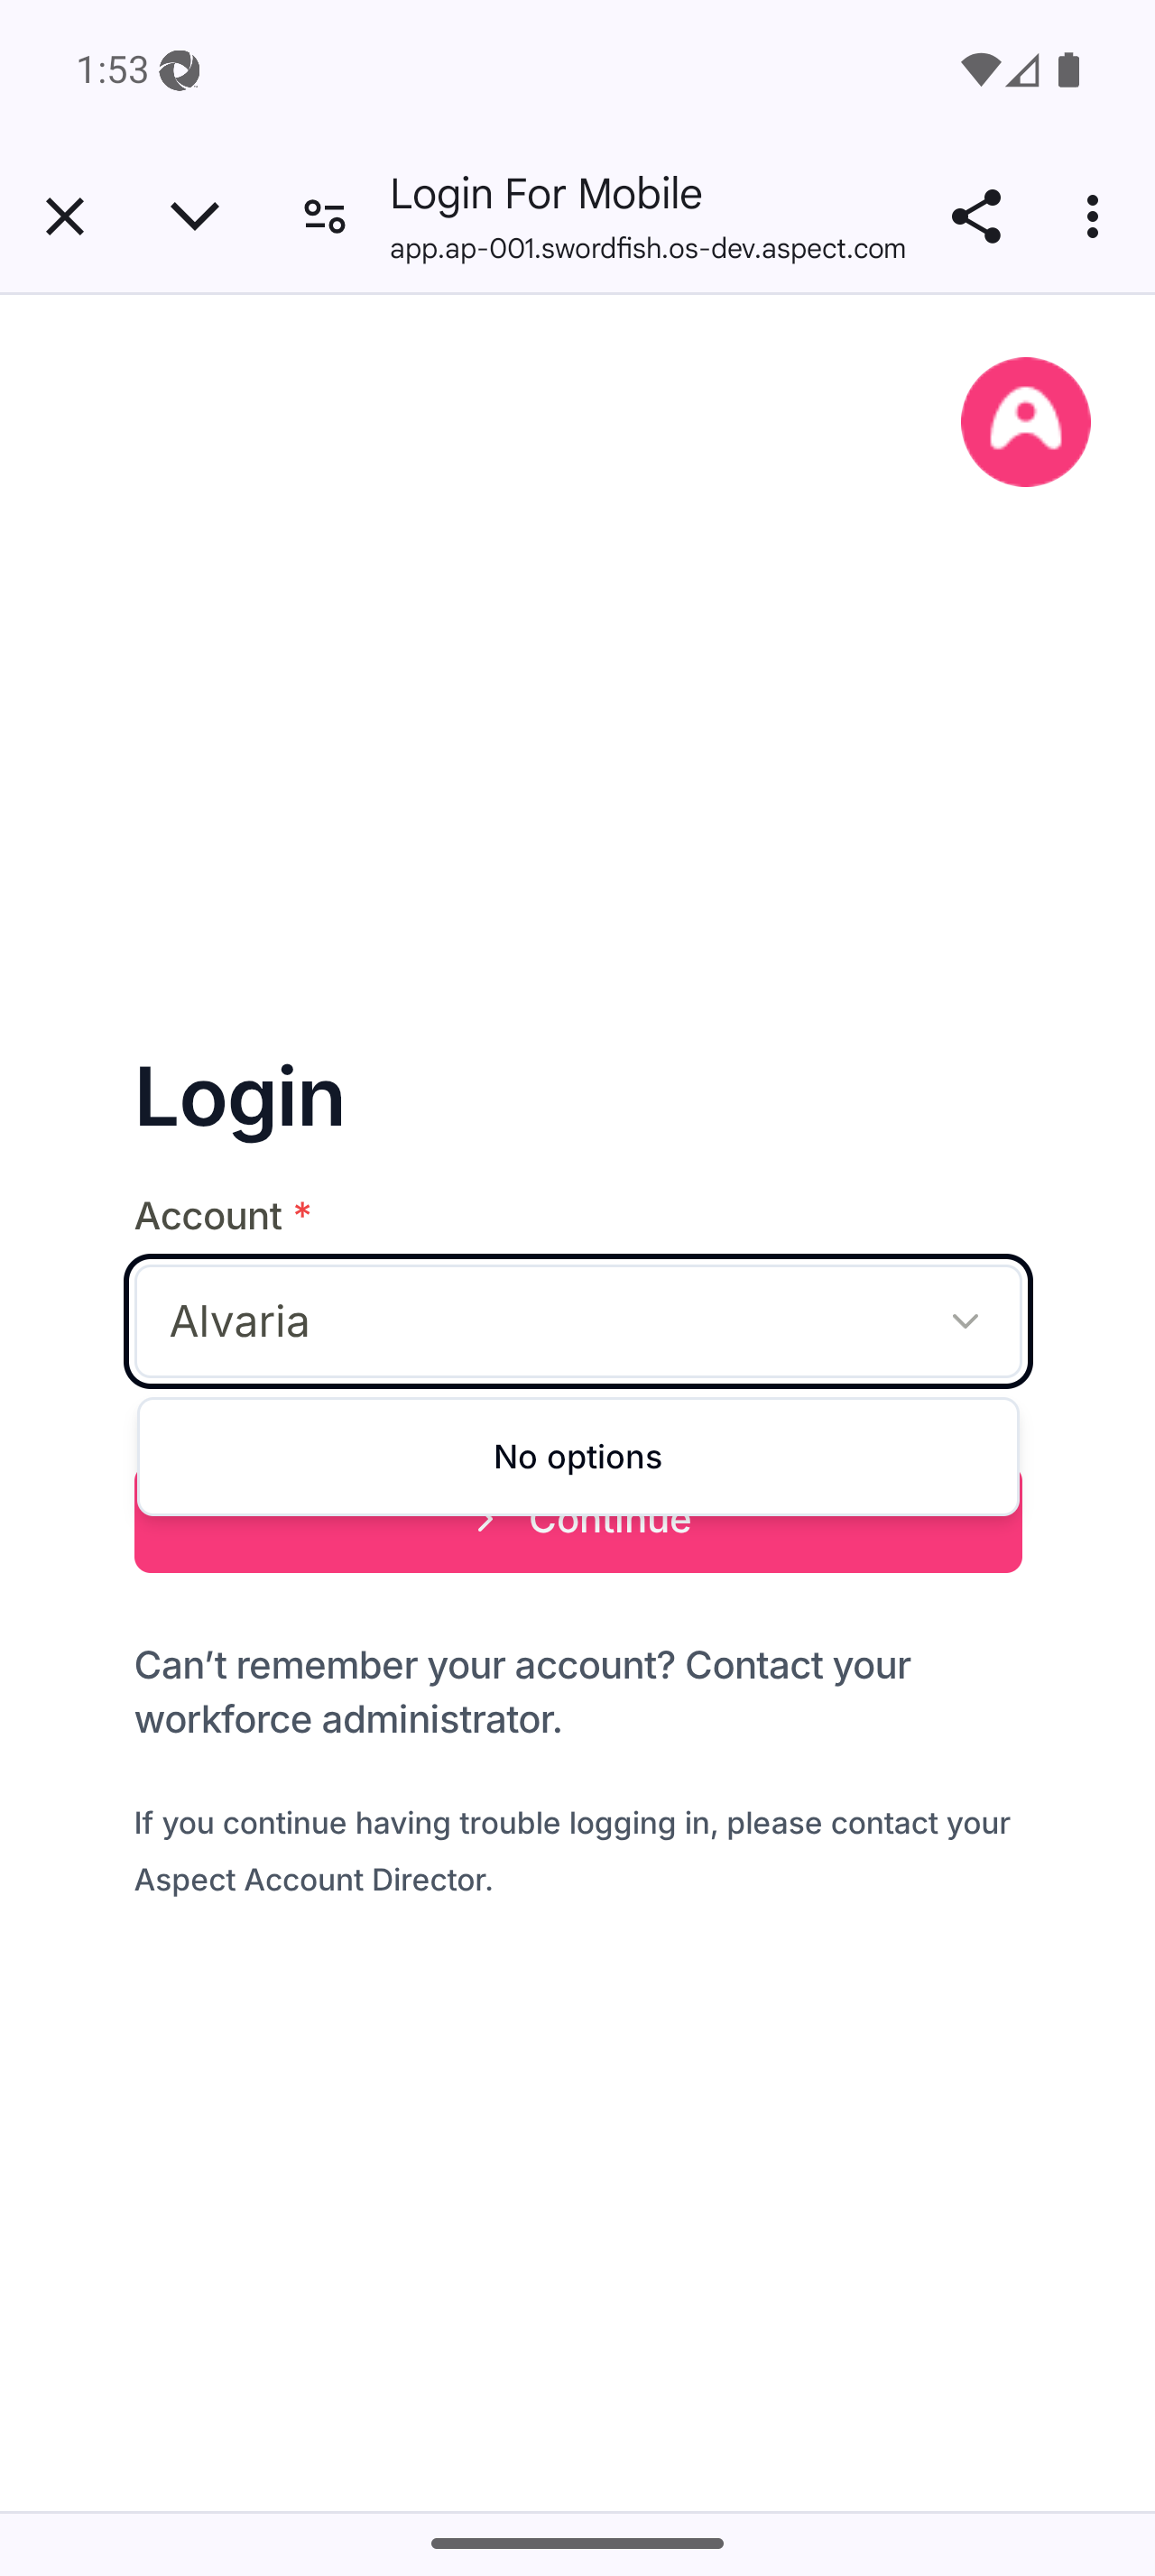 1:53
Login For Mobile
app.ap-001.swordfish.os-dev.aspect.com
Login
Account *
Alvaria
No options
Continue
Can’t remember your account? Contact your
workforce administrator.
If you continue having trouble logging in, please contact your
Aspect Account Director.